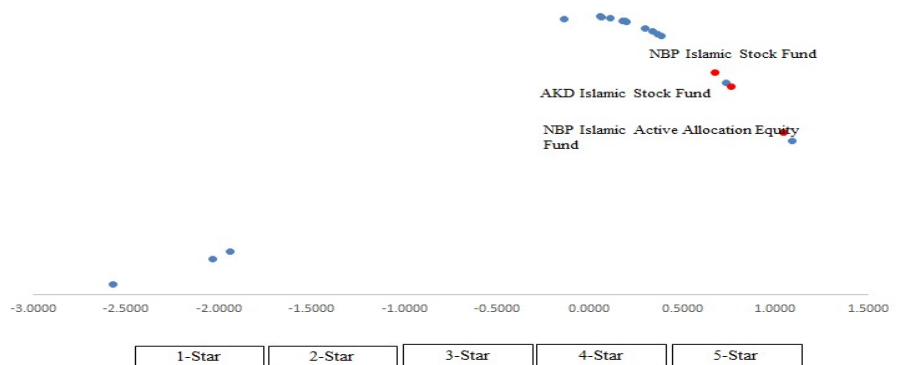 NBP Islamic Stock Fund
AKD Islamic Stock Fund
NBP Islamic Active Allocation Equity
Fund
-3.0000 -2.5000 -2.0000 -1.5000 -1.0000 -0.5000 0.0000 0.5000 1.0000 1.5000
1-Star 2-Star 3-Star 4-Star 5-Star